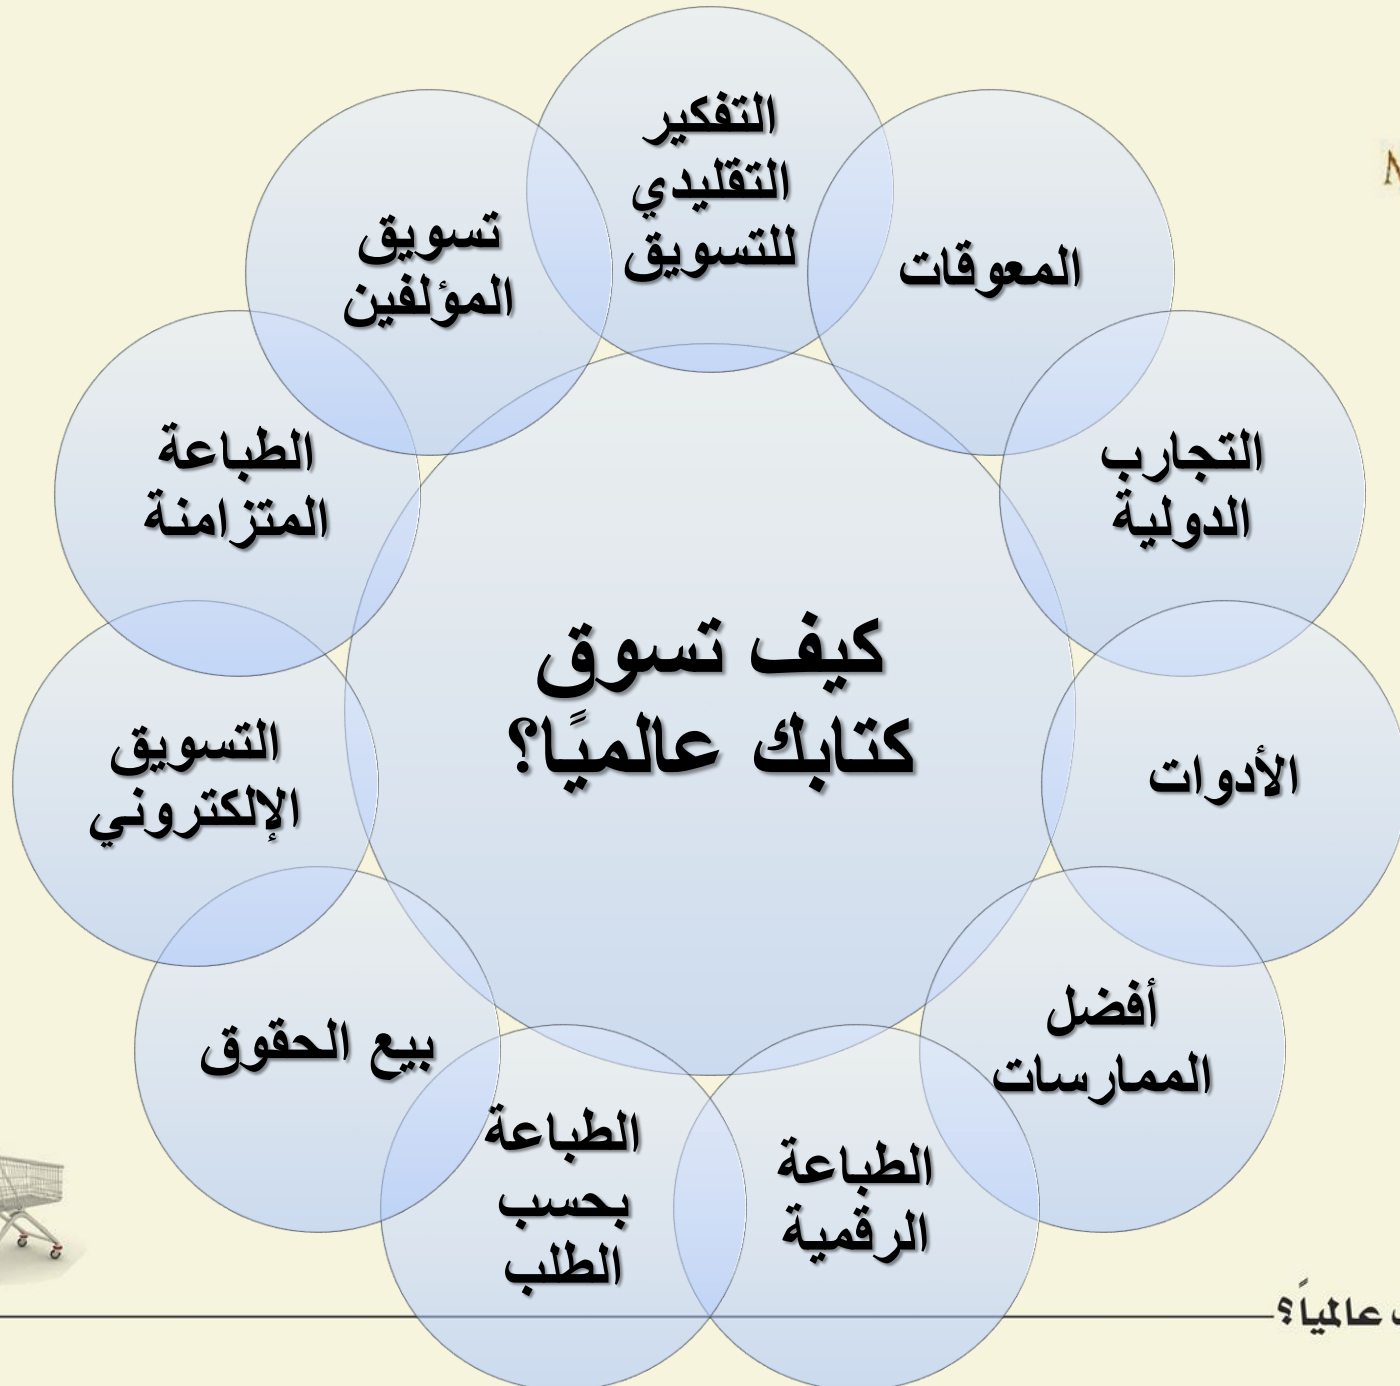 التفكير
التقليدي
للتسويق
المعوقات
التجارب
الدولية
الأدوات
أفضل
الممارسات
الطباعة
الرقمية
الطباعة
بحسب
الطلب
بيع الحقوق
التسويق
الإلكتروني
الطباعة
المتزامنة
تسويق
المؤلفين
كيف تسوق
كتابك عالميًا؟
عالمياً؟